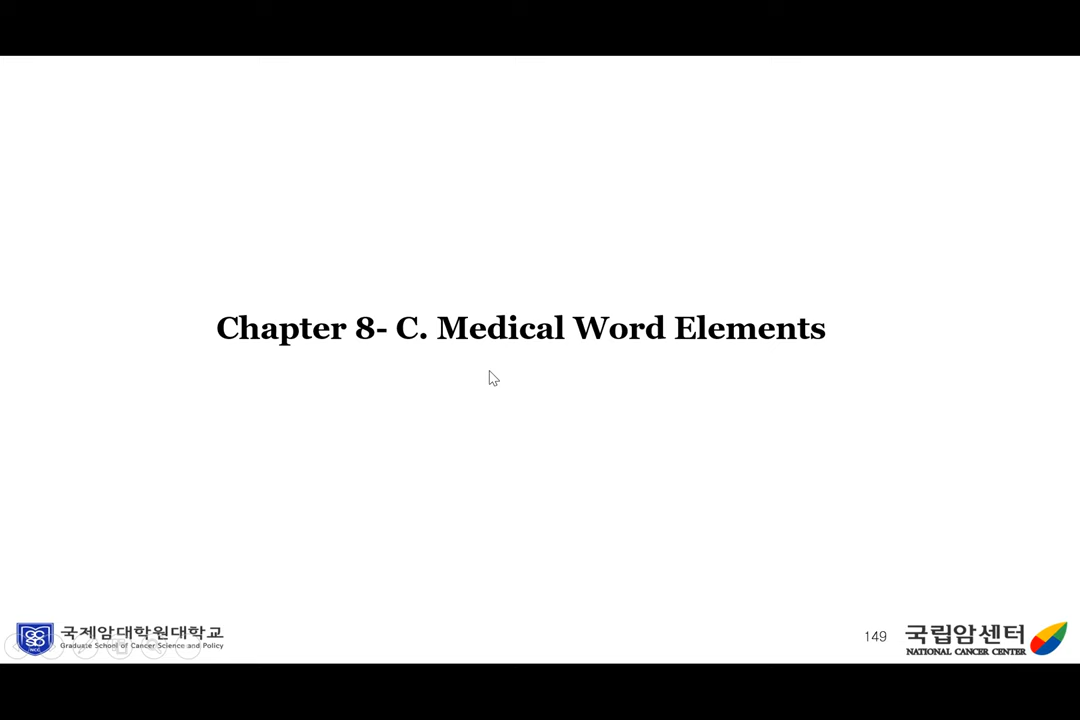 Chapter 8- C. Medical Word Elements
국제암대학원대학교
Graduate School of Cancer Science and Policy
149
국립암센터
NATIONAL CANCER CENTER